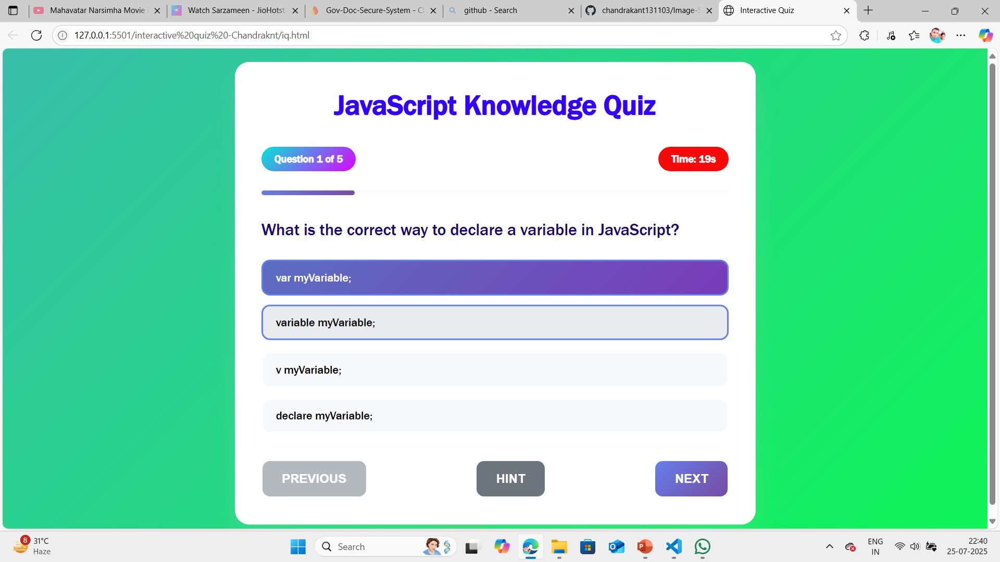 Mahavatar Narsimha Movie
Watch Sarzameen - JioHotst
Gov-Doc-Secure-System - C
github - Search
chandrakant131103/Image-S
Interactive Quiz
127.0.0.1:5501/interactive%20quiz%20-Chandraknt/iq.html
JavaScript Knowledge Quiz
Question 1 of 5
Time: 19s
What is the correct way to declare a variable in JavaScript?
var myVariable;
variable myVariable;
v myVariable;
declare myVariable;
PREVIOUS
HINT
NEXT
8
31°C
Haze
Search
ENG
IN
22:40
25-07-2025